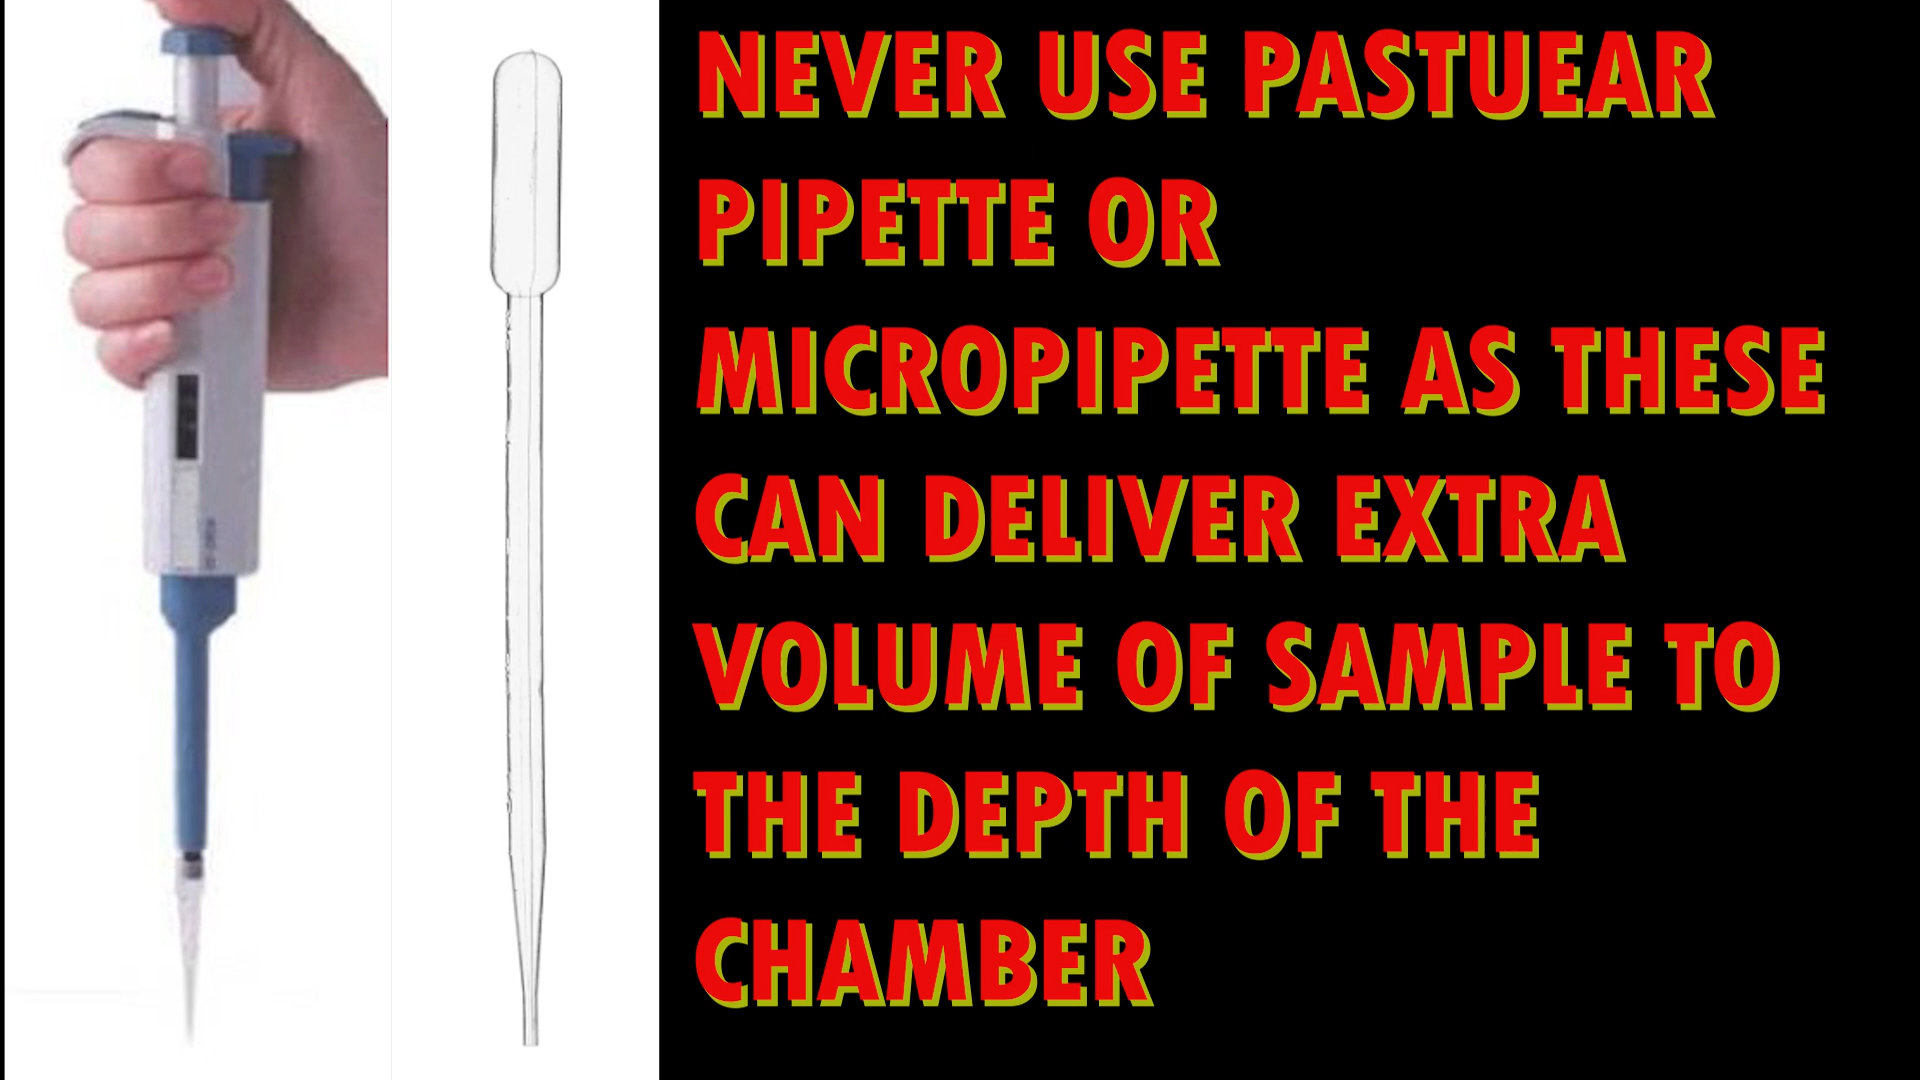 NEVER USE PASTUEAR
PIPETTE OR
MICROPIPETTE AS THESE
CAN DELIVER EXTRA
VOLUME OF SAMPLE TO
THE DEPTH OF THE
CHAMBER